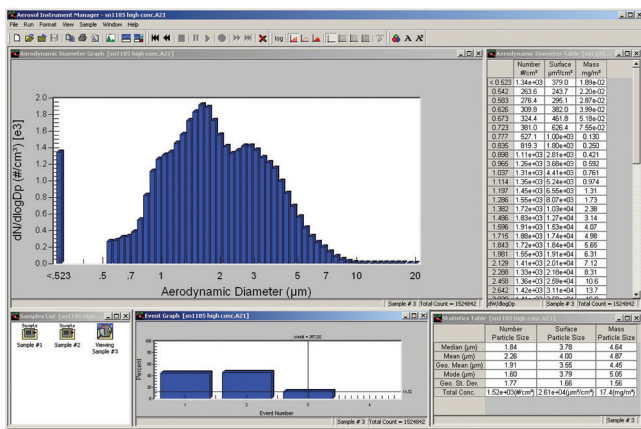 Aerosol Instrument Manager - sn1185 high conc.A21
File Run Format View Sample Window Help
log A A
Aerodynamic Diameter Graph [sn1185 high conc.A21]
dN/dlogDp (#/cm³) [e3]
2.0
1.8
1.6
1.4
1.2
1.0
0.8
0.6
0.4
0.2
0.0
<.523 .5 .7 1 2 3 5 7 10 20
Aerodynamic Diameter (µm)
Sample # 3 Total Count = 1524842
Aerodynamic Diameter Table [sn1185 high
Number Surface Mass
#/cm³ µm²/cm³ mg/m³
< 0.523 1.34e+03 379.0 1.89e-02
0.542 263.6 243.7 2.20e-02
0.583 276.4 295.1 2.87e-02
0.626 309.8 382.0 3.99e-02
0.673 324.4 461.8 5.18e-02
0.723 381.0 626.4 7.55e-02
0.777 527.1 1.00e+03 0.130
0.835 819.3 1.80e+03 0.250
0.898 1.11e+03 2.81e+03 0.421
0.965 1.26e+03 3.68e+03 0.592
1.037 1.31e+03 4.41e+03 0.761
1.114 1.35e+03 5.24e+03 0.974
1.197 1.45e+03 6.55e+03 1.31
1.286 1.55e+03 8.07e+03 1.73
1.382 1.72e+03 1.03e+04 2.38
1.486 1.83e+03 1.27e+04 3.14
1.596 1.91e+03 1.53e+04 4.07
1.715 1.88e+03 1.74e+04 4.98
1.843 1.72e+03 1.84e+04 5.65
1.981 1.55e+03 1.91e+04 6.31
2.129 1.41e+03 2.01e+04 7.12
2.288 1.33e+03 2.18e+04 8.31
2.458 1.36e+03 2.59e+04 10.6
2.642 1.42e+03 3.11e+04 13.7
dW/dlogDp Sample # 3 Total Count = 1524842
Samples List
Sample #1 Sample #2 Viewing Sample #3
Event Graph [sn1185 high conc.A21]
Percent
100
80
60
40
20
0
1 2 3 4
Event Number
Sample # 3 Total Count = 1524842
Statistics Table [sn1185 high conc.A21]
Number Surface Mass
Particle Size Particle Size Particle Size
Median (µm) 1.84 3.78 4.64
Mean (µm) 2.26 4.00 4.87
Geo. Mean (µm) 1.91 3.55 4.45
Mode (µm) 1.60 3.79 5.05
Geo. St. Dev. 1.77 1.66 1.56
Total Conc. 1.52e+03(#/cm³) 2.61e+04(µm²/cm³) 17.4(mg/m³)
Sample # 3 Total Count = 1524842